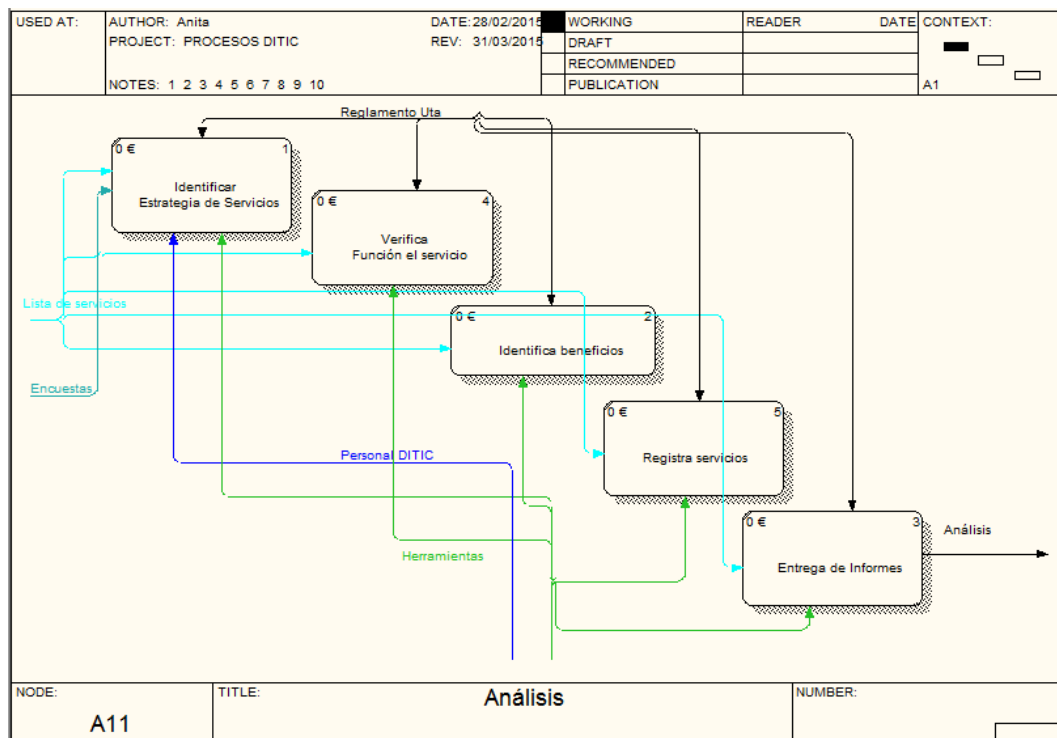 USED AT:
AUTHOR: Anita
DATE: 28/02/2015
PROJECT: PROCESOS DITIC
REV: 31/03/2015
NOTES: 1 2 3 4 5 6 7 8 9 10
WORKING
DRAFT
RECOMMENDED
PUBLICATION
READER
DATE
CONTEXT:
A1
Reglamento Uta
0 €
1
Identificar
Estrategia de Servicios
0 €
4
Verifica
Función el servicio
Lista de servicios
0 €
2
Identifica beneficios
Encuestas
0 €
5
Registra servicios
Personal DITIC
0 €
3
Entrega de Informes
Análisis
Herramientas
NODE:
A11
TITLE:
Análisis
NUMBER: